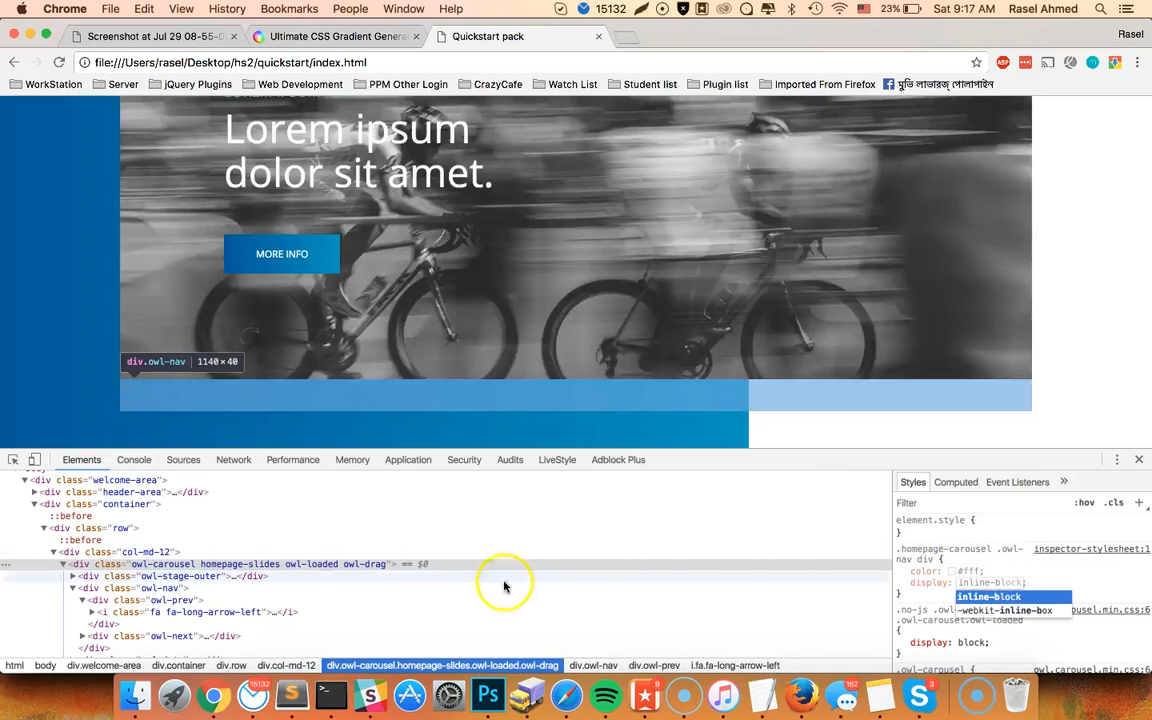 Chrome File Edit View History Bookmarks People Window Help 15132 23% Sat 9:17 AM Rasel Ahmed
Screenshot at Jul 29 08-55-0 × Ultimate CSS Gradient Genera × Quickstart pack × Rasel
file:///Users/rasel/Desktop/hs2/quickstart/index.html
WorkStation Server jQuery Plugins Web Development PPM Other Login CrazyCafe Watch List Student list Plugin list Imported From Firefox মুভি লাভারজ্ পোলাপাইন
Lorem ipsum
dolor sit amet.
MORE INFO
div.owl-nav | 1140×40
Elements Console Sources Network Performance Memory Application Security Audits LiveStyle Adblock Plus
▼<div class="welcome-area">
▶<div class="header-area">…</div>
▼<div class="container">
::before
▼<div class="row">
::before
▼<div class="col-md-12">
▼<div class="owl-carousel homepage-slides owl-loaded owl-drag"> == $0
▶<div class="owl-stage-outer">…</div>
▼<div class="owl-nav">
▼<div class="owl-prev">
▶<i class="fa fa-long-arrow-left">…</i>
</div>
▶<div class="owl-next">…</div>
</div>
html body div.welcome-area div.container div.row div.col-md-12 div.owl-carousel.homepage-slides.owl-loaded.owl-drag div.owl-nav div.owl-prev i.fa.fa-long-arrow-left
Styles Computed Event Listeners »
Filter :hov .cls +
element.style {
}
.homepage-carousel .owl-nav div { inspector-stylesheet:1
color: #fff;
display: inline-block;
}
inline-block
-webkit-inline-box
.no-js .owl
.owl-carousel.owl-loaded
{
display: block;
}
.owl-carousel { owl.carousel.min.css:6
9 15132 152 3